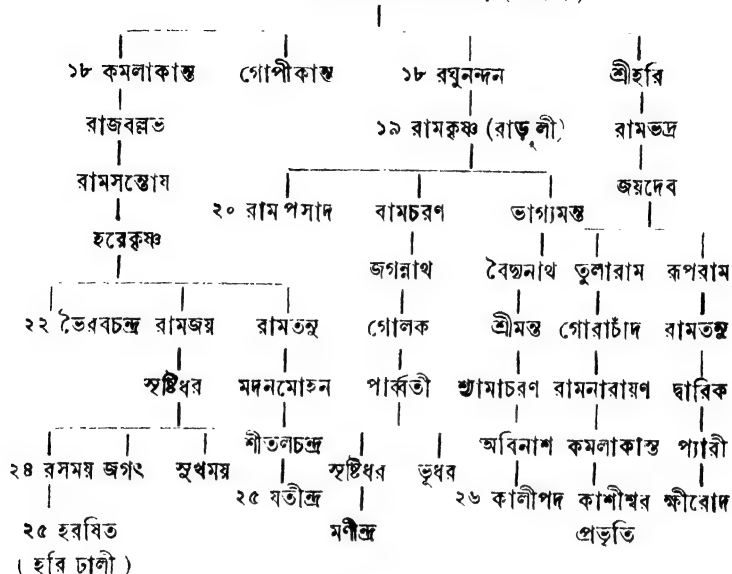 ১৮ কমলাকান্ত গোপীকান্ত ১৮ রঘুনন্দন শ্রীহরি
রাজবল্লভ ১৯ রামকৃষ্ণ (রাড়ুলী) রামভদ্র
রামসন্তোষ জয়দেব
২০ রামপসাদ বামচরণ ভাগ্যমন্ত
হরেকৃষ্ণ
জগন্নাথ বৈদ্যনাথ তুলারাম রূপরাম
২২ ভৈরবচন্দ্র রামজয় রামতনু গোলক শ্রীমন্ত গোরাচাঁদ রামতনু
সৃষ্টিধর মদনমোহন পার্ব্বতী শ্যামাচরণ রামনারায়ণ দ্বারিক
শীতলচন্দ্র অবিনাশ কমলাকান্ত প্যারী
২৪ রসময় জগৎ সুখময় সৃষ্টিধর ভূধর
২৫ যতীন্দ্র ২৬ কালীপদ কাশীশ্বর ক্ষীরোদ
২৫ হরষিত মণীন্দ্র প্রভৃতি
( হরি ঢালী )